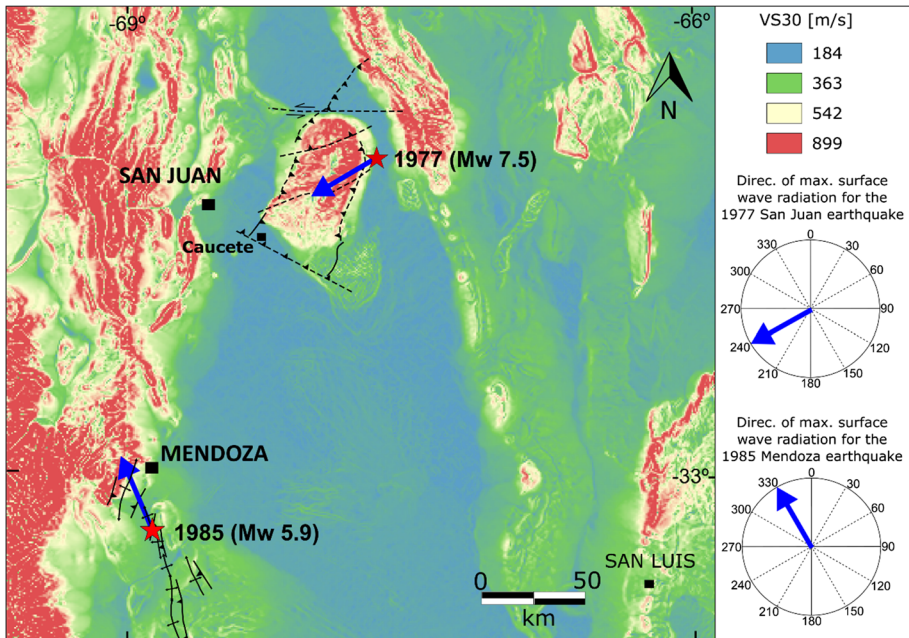 -69º
-66º
N
SAN JUAN
1977 (Mw 7.5)
Caucete
MENDOZA
-33º
1985 (Mw 5.9)
SAN LUIS
0 50
km
VS30 [m/s]
184
363
542
899
Direc. of max. surface
wave radiation for the
1977 San Juan earthquake
0
330 30
300 60
270 90
240 120
210 150
180
Direc. of max. surface
wave radiation for the
1985 Mendoza earthquake
0
330 30
300 60
270 90
240 120
210 150
180